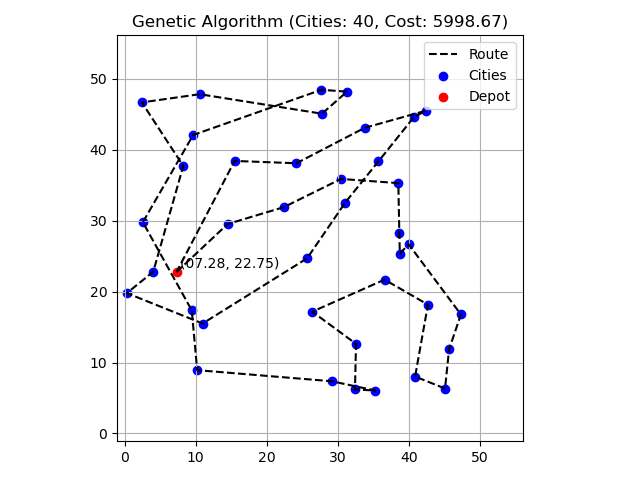 Genetic Algorithm (Cities: 40, Cost: 5998.67)
Route
Cities
Depot
(07.28, 22.75)
50
40
30
20
10
0
0 10 20 30 40 50